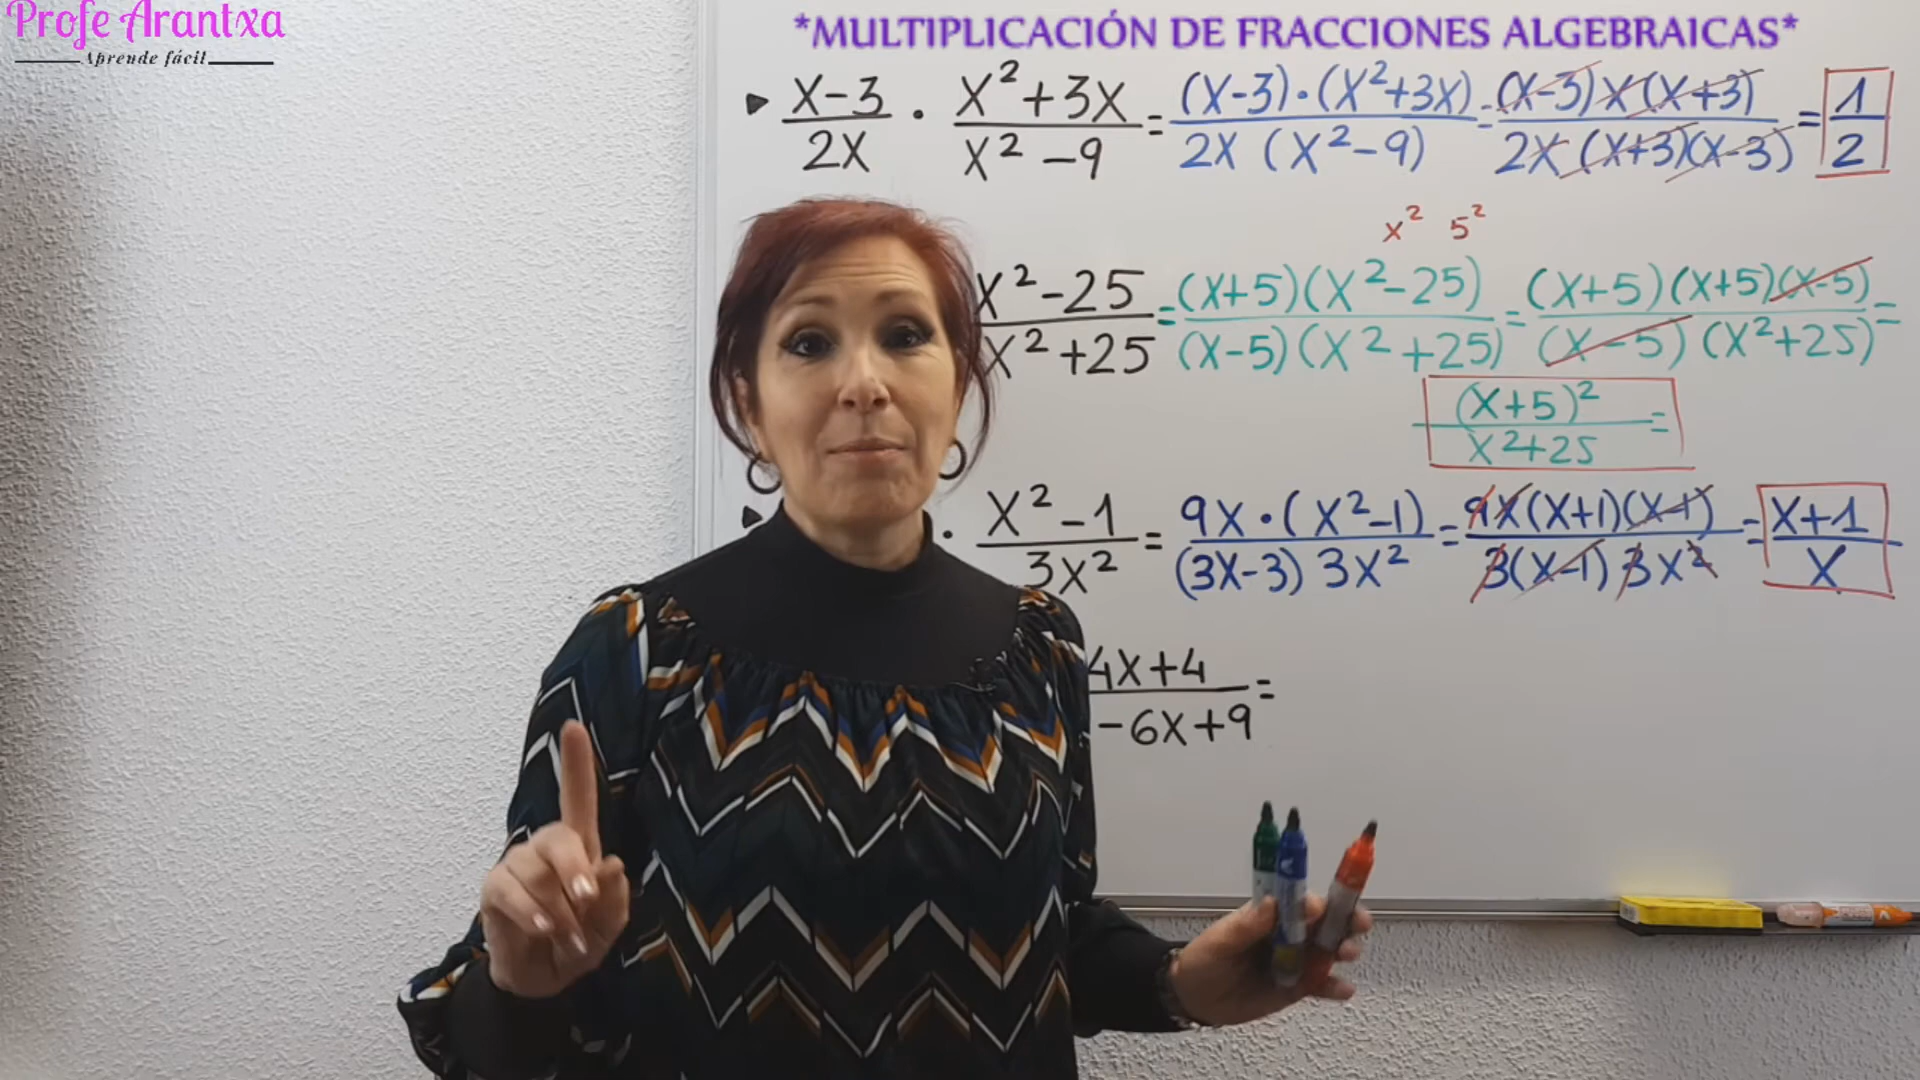 Profe Arantxa
Aprende fácil
*MULTIPLICACIÓN DE FRACCIONES ALGEBRAICAS*
x-3 / 2x · x²+3x / x²-9 = (x-3)·(x²+3x) / 2x (x²-9) = (x-3)x(x+3) / 2x(x+3)(x-3) = 1 / 2
x² 5²
x²-25 / x²+25 = (x+5)(x²-25) / (x-5)(x²+25) = (x+5)(x+5)(x-5) / (x-5)(x²+25) =
(x+5)² / x²+25 =
· x²-1 / 3x² = 9x·(x²-1) / (3x-3) 3x² = 9x(x+1)(x-1) / 3(x-1) 3x² = x+1 / x
4x+4 / -6x+9 =